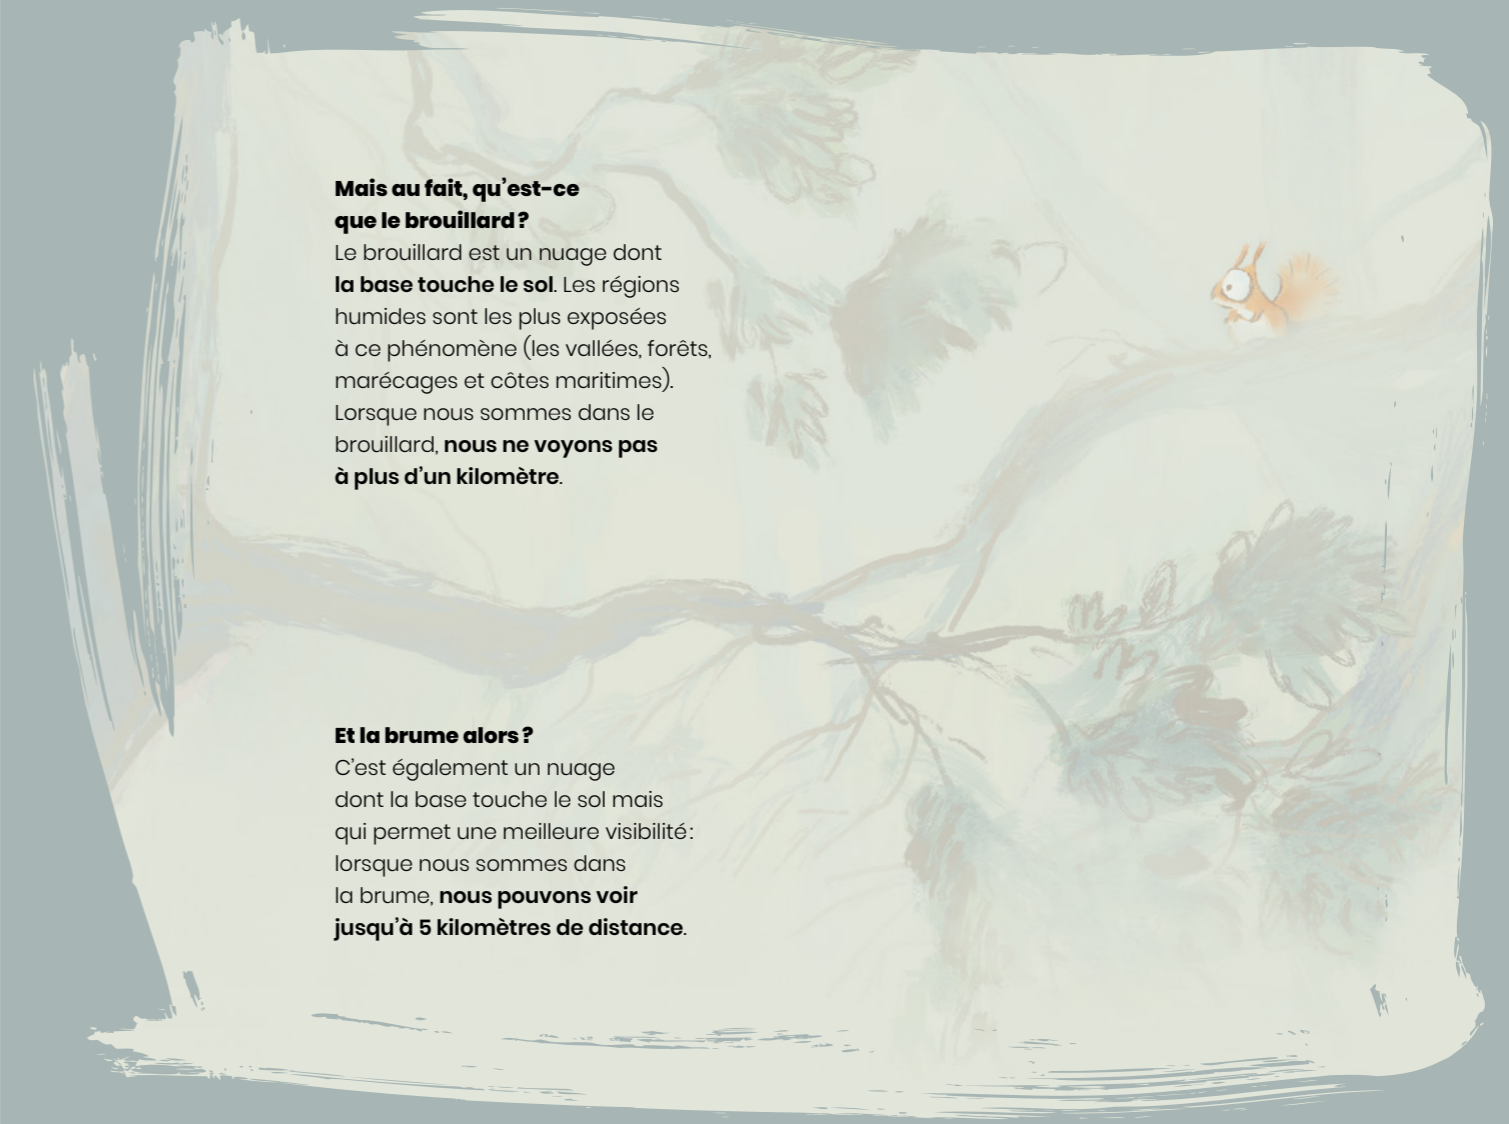 Mais au fait, qu’est-ce
que le brouillard ?
Le brouillard est un nuage dont
la base touche le sol. Les régions
humides sont les plus exposées
à ce phénomène (les vallées, forêts,
marécages et côtes maritimes).
Lorsque nous sommes dans le
brouillard, nous ne voyons pas
à plus d’un kilomètre.
Et la brume alors ?
C’est également un nuage
dont la base touche le sol mais
qui permet une meilleure visibilité :
lorsque nous sommes dans
la brume, nous pouvons voir
jusqu’à 5 kilomètres de distance.